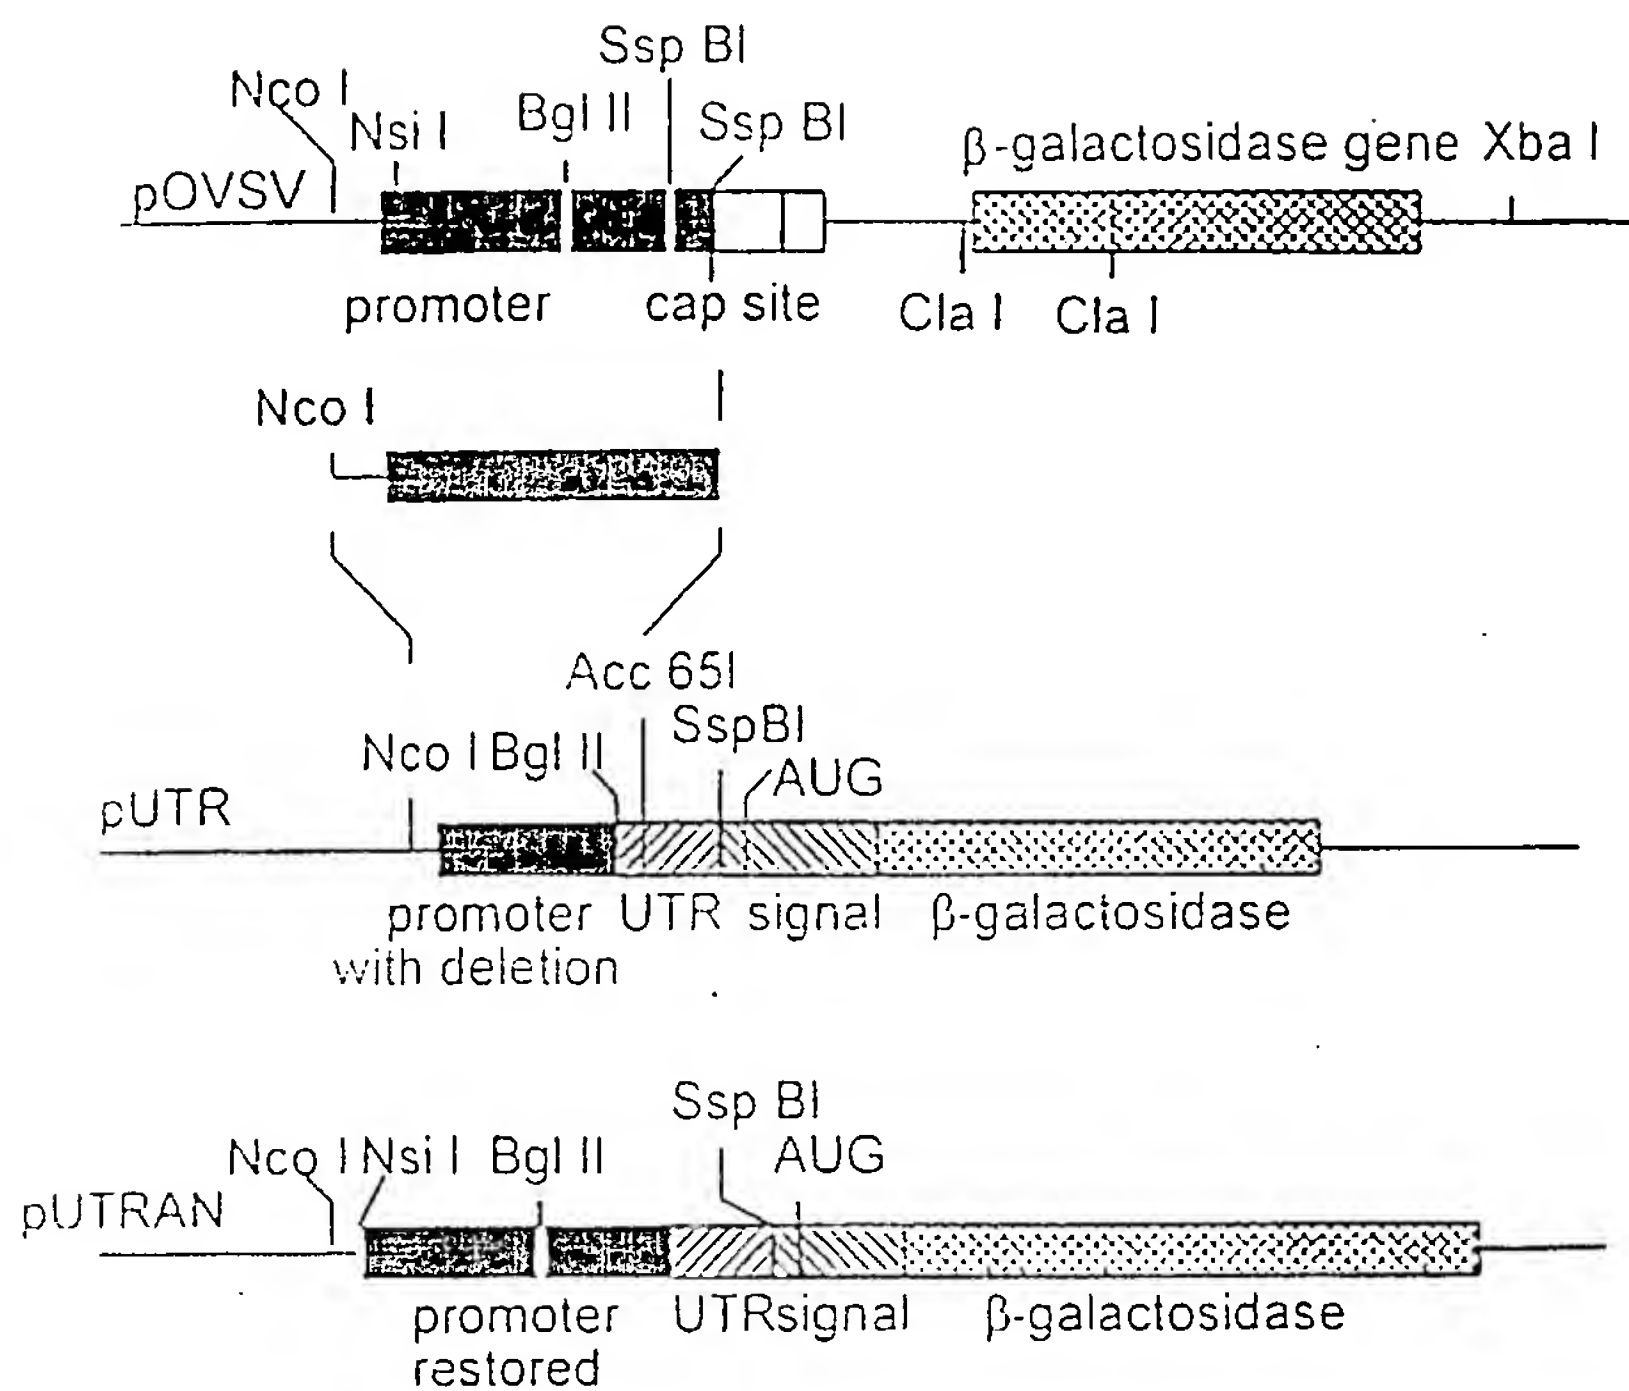 Ssp BI
Nco I
Nsi I
Bgl II
Ssp BI
β-galactosidase gene Xba I
pOVSV
promoter
cap site
Cla I
Cla I
Nco I
Acc 65I
SspBI
Nco I Bgl II
AUG
pUTR
promoter UTR signal β-galactosidase
with deletion
Ssp BI
Nco I Nsi I Bgl II
AUG
pUTRAN
promoter UTRsignal β-galactosidase
restored